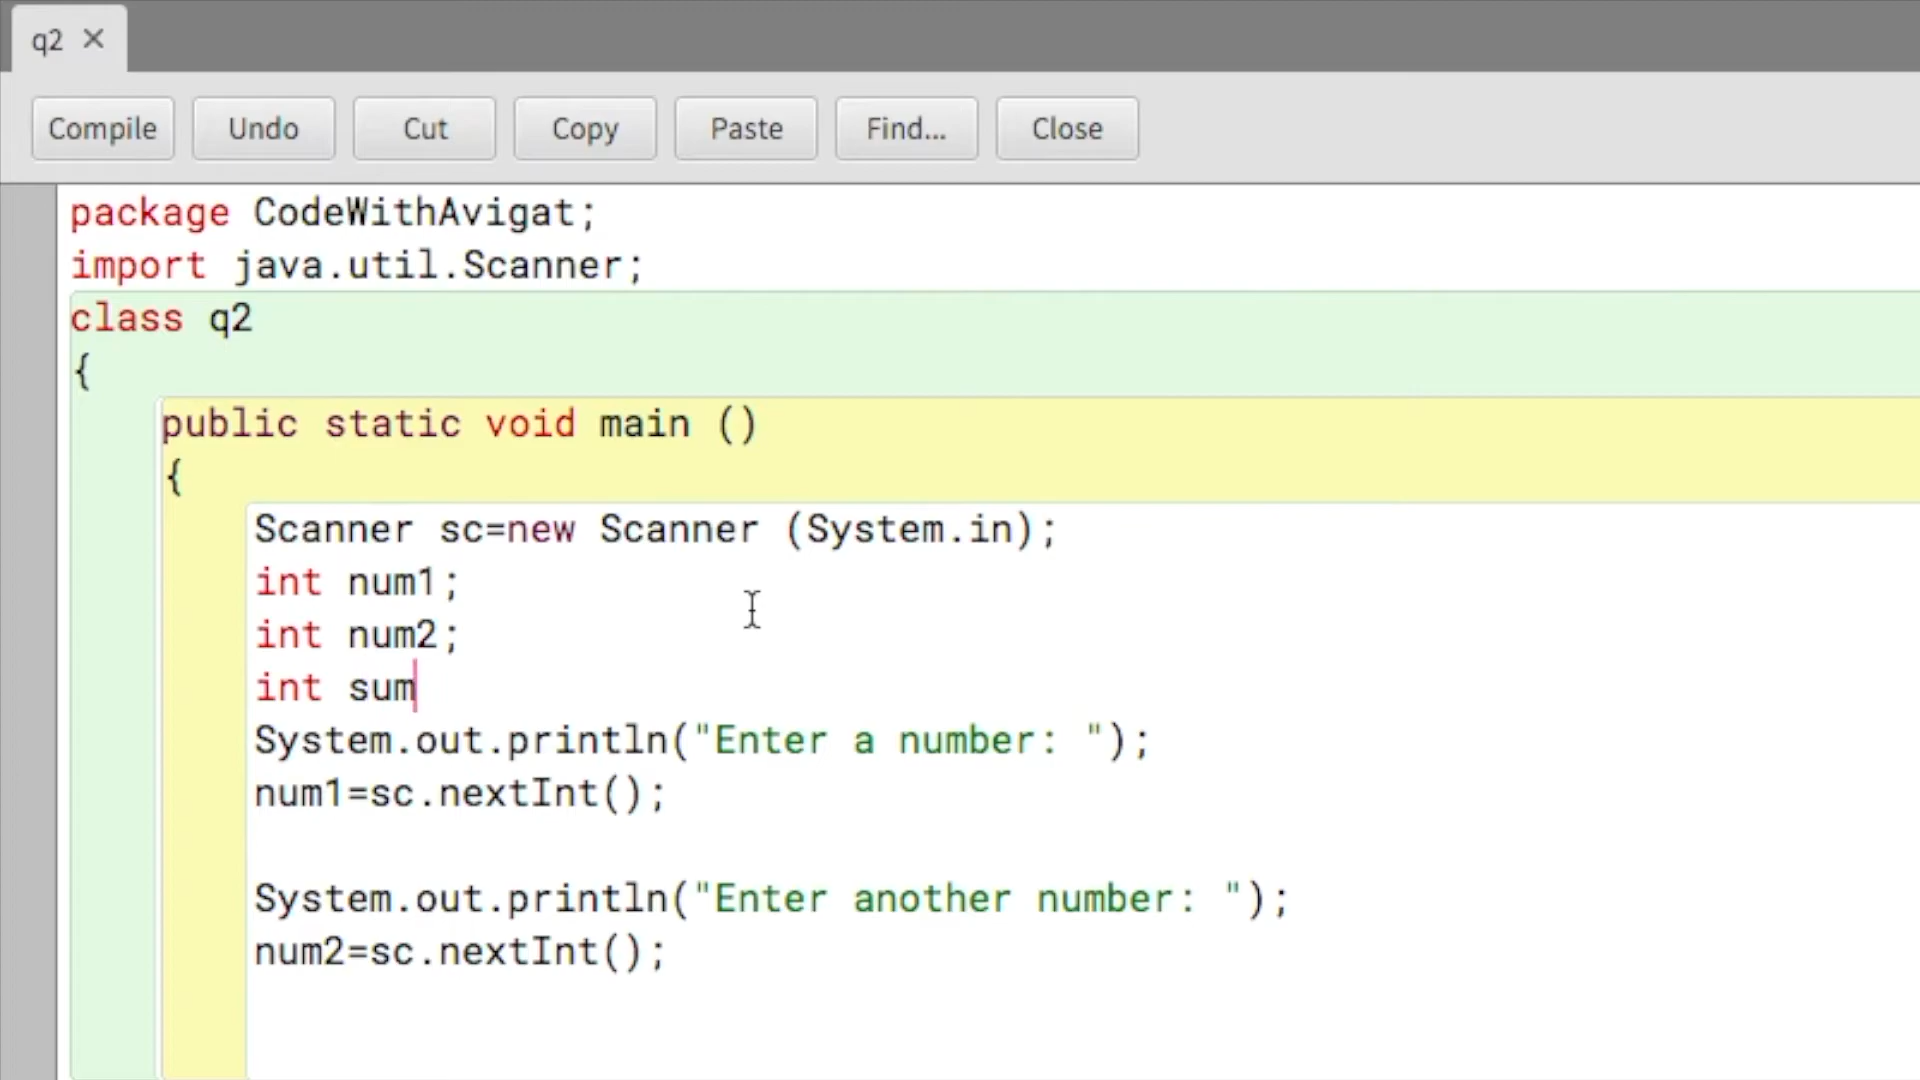 q2 ×
Compile Undo Cut Copy Paste Find... Close
package CodeWithAvigat;
import java.util.Scanner;
class q2
{
public static void main ()
{
Scanner sc=new Scanner (System.in);
int num1;
int num2;
int sum
System.out.println("Enter a number: ");
num1=sc.nextInt();
System.out.println("Enter another number: ");
num2=sc.nextInt();